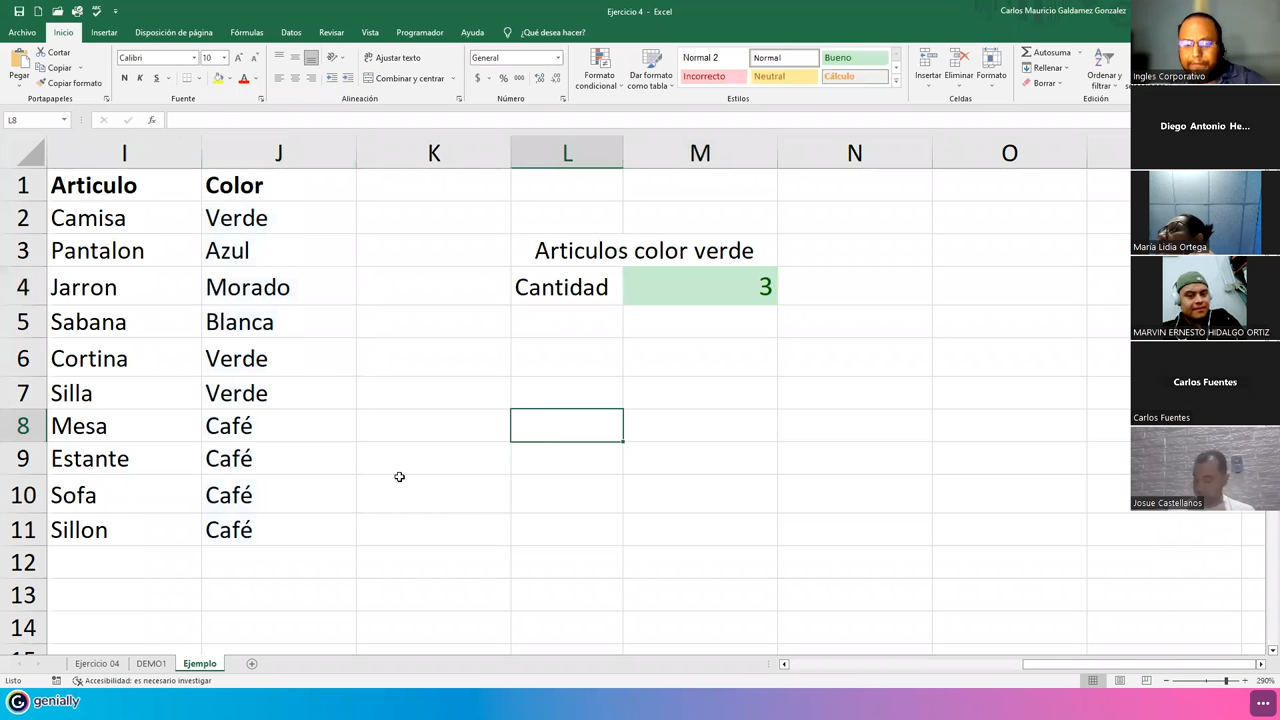 Ejercicio 4 - Excel
Carlos Mauricio Galdamez Gonzalez
Archivo Inicio Insertar Disposición de página Fórmulas Datos Revisar Vista Programador Ayuda ¿Qué desea hacer?
Pegar
Cortar
Copiar
Copiar formato
Portapapeles
Calibri 10
N K S
Fuente
Ajustar texto
Combinar y centrar
Alineación
General
$ % 000
Número
Formato condicional
Dar formato como tabla
Normal 2 Normal Bueno
Incorrecto Neutral Cálculo
Estilos
Insertar Eliminar Formato
Celdas
Autosuma
Rellenar
Borrar
Ordenar y filtrar
Edición
L8
fx
I J K L M N O
1 Articulo Color
2 Camisa Verde
3 Pantalon Azul Articulos color verde
4 Jarron Morado Cantidad 3
5 Sabana Blanca
6 Cortina Verde
7 Silla Verde
8 Mesa Café
9 Estante Café
10 Sofa Café
11 Sillon Café
12
13
14
Ejercicio 04 DEMO1 Ejemplo
Listo Accesibilidad: es necesario investigar 290%
genially
Ingles Corporativo
Diego Antonio He...
María Lidia Ortega
MARVIN ERNESTO HIDALGO ORTIZ
Carlos Fuentes
Carlos Fuentes
Josue Castellanos